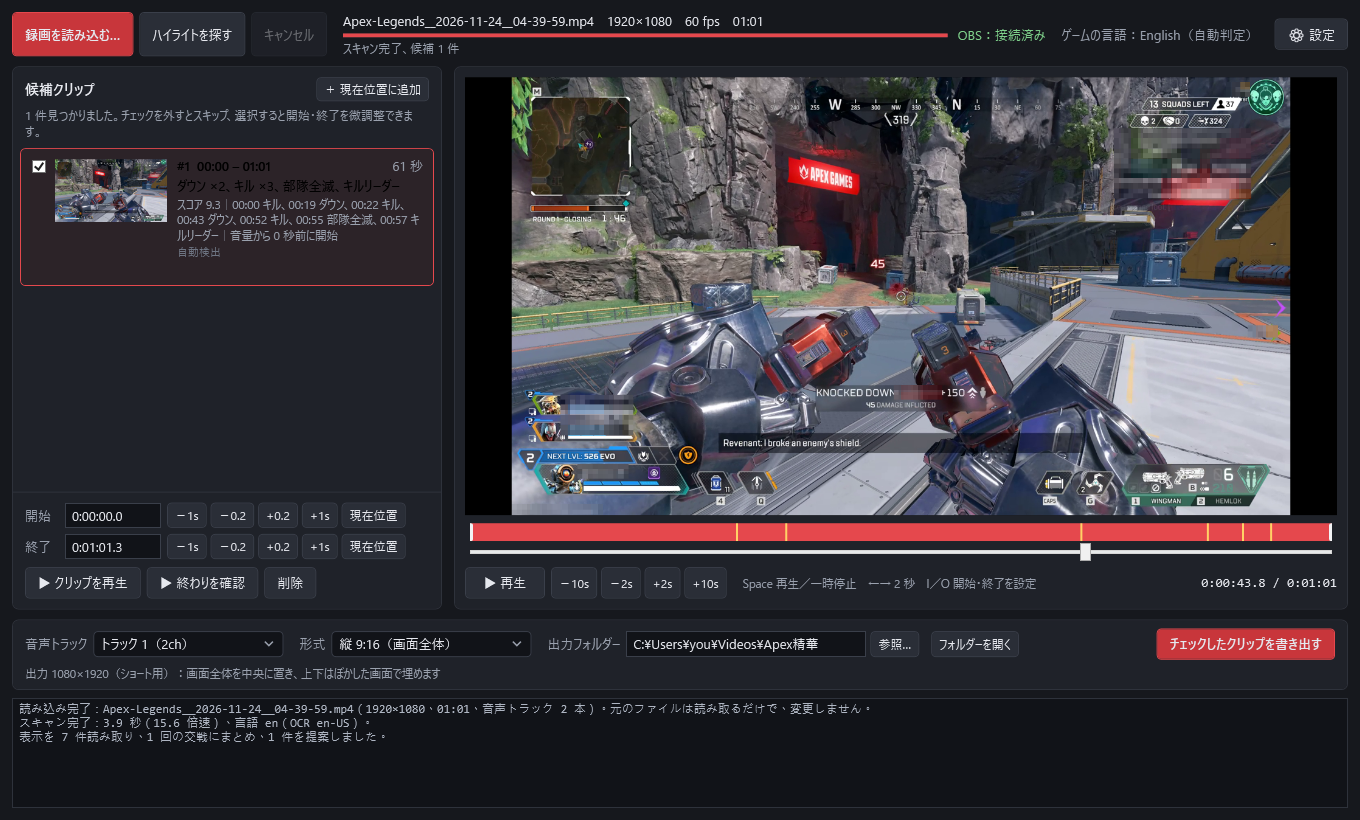 録画を読み込む...
ハイライトを探す
キャンセル
Apex-Legends__2026-11-24__04-39-59.mp4 1920×1080 60 fps 01:01
スキャン完了、候補 1 件
OBS：接続済み
ゲームの言語：English（自動判定）
設定
候補クリップ
＋ 現在位置に追加
1 件見つかりました。チェックを外すとスキップ、選択すると開始・終了を微調整できま
す。
#1 00:00 – 01:01
61 秒
ダウン ×2、キル ×3、部隊全滅、キルリーダー
スコア 9.3｜00:00 キル、00:19 ダウン、00:22 キル、
00:43 ダウン、00:52 キル、00:55 部隊全滅、00:57 キ
ルリーダー｜音量から 0 秒前に開始
自動検出
M
ROUND 1 - CLOSING 1:46
255 W 285 300 NW 330 N 15 30
319
13 SQUADS LEFT 37
2 0 324
APEX GAMES
45
KNOCKED DOWN 150
45 DAMAGE INFLICTED
Revenant: I broke an enemy's shield.
2
2
2 NEXT LVL: 526 EVO
11
4 Q
CAPS 2 G
B 6
1 WINGMAN 2 HEMLOK
開始 0:00:00.0 －1s －0.2 +0.2 +1s 現在位置
終了 0:01:01.3 －1s －0.2 +0.2 +1s 現在位置
▶ クリップを再生 ▶ 終わりを確認 削除
▶ 再生 －10s －2s +2s +10s Space 再生／一時停止 ←→ 2 秒 I／O 開始・終了を設定 0:00:43.8 / 0:01:01
音声トラック トラック 1（2ch） 形式 縦 9:16（画面全体） 出力フォルダー C:¥Users¥you¥Videos¥Apex精華 参照... フォルダーを開く チェックしたクリップを書き出す
出力 1080×1920（ショート用）：画面全体を中央に置き、上下はぼかした画面で埋めます
読み込み完了：Apex-Legends__2026-11-24__04-39-59.mp4（1920×1080、01:01、音声トラック 2 本）。元のファイルは読み取るだけで、変更しません。
スキャン完了：3.9 秒（15.6 倍速）、言語 en（OCR en-US）。
表示を 7 件読み取り、1 回の交戦にまとめ、1 件を提案しました。